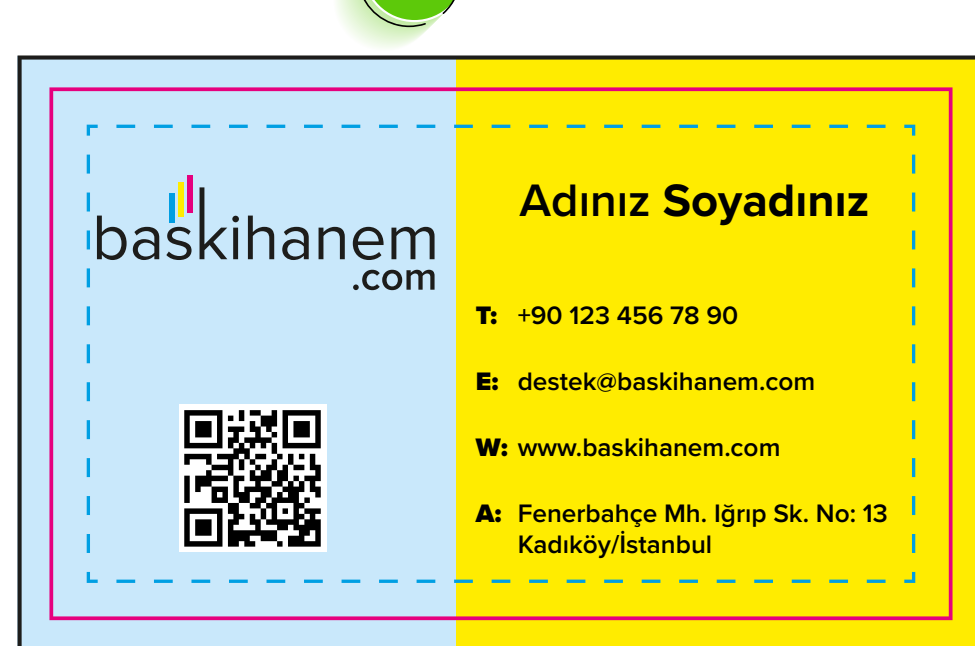 baskihanem
.com
Adınız Soyadınız
T: +90 123 456 78 90
E: destek@baskihanem.com
W: www.baskihanem.com
A: Fenerbahçe Mh. Iğrıp Sk. No: 13
Kadıköy/İstanbul